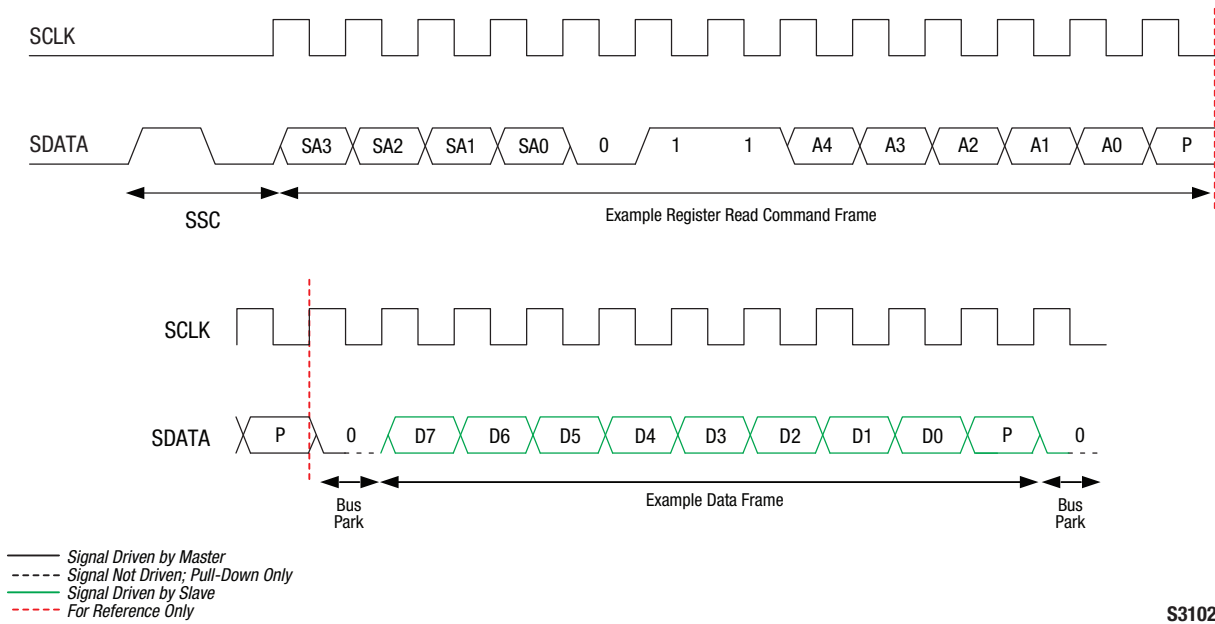 SCLK
SDATA SA3 SA2 SA1 SA0 0 1 1 A4 A3 A2 A1 A0 P
SSC
Example Register Read Command Frame
SCLK
SDATA P 0 D7 D6 D5 D4 D3 D2 D1 D0 P 0
Bus Park
Example Data Frame
Bus Park
Signal Driven by Master
Signal Not Driven; Pull-Down Only
Signal Driven by Slave
For Reference Only
S3102